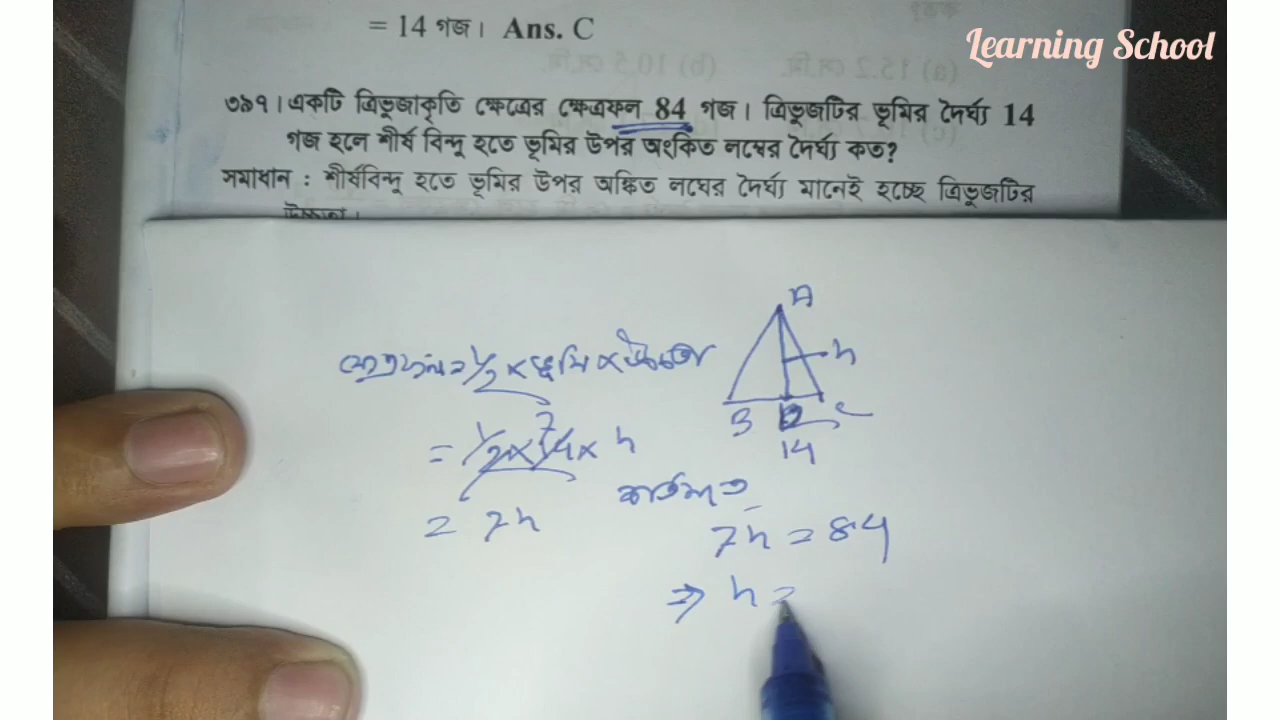 = 14 গজ। Ans. C
Learning School
৩৯৭। একটি ত্রিভুজাকৃতি ক্ষেত্রের ক্ষেত্রফল 84 গজ। ত্রিভুজটির ভূমির দৈর্ঘ্য 14
গজ হলে শীর্ষ বিন্দু হতে ভূমির উপর অংকিত লম্বের দৈর্ঘ্য কত?
সমাধান : শীর্ষবিন্দু হতে ভূমির উপর অঙ্কিত লম্বের দৈর্ঘ্য মানেই হচ্ছে ত্রিভুজটির
A
ক্ষেত্রফল = 1/2 × ভূমি × উচ্চতা
h
B D C
14
= 1/2 × 14 × h
7
= 7h
শর্তমতে,
7h = 84
⇒ h =